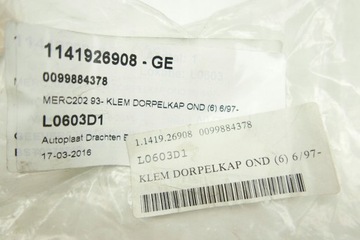 1141926908 - GE
0099884378
MERC202 93- KLEM DORPELKAP OND (6) 6/97-
L0603D1
Autoplaat Drachten
17-03-2016
1.1419.26908 0099884378
L0603D1
KLEM DORPELKAP OND (6) 6/97-